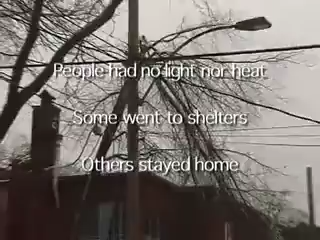 People had no light nor heat
Some went to shelters
Others stayed home